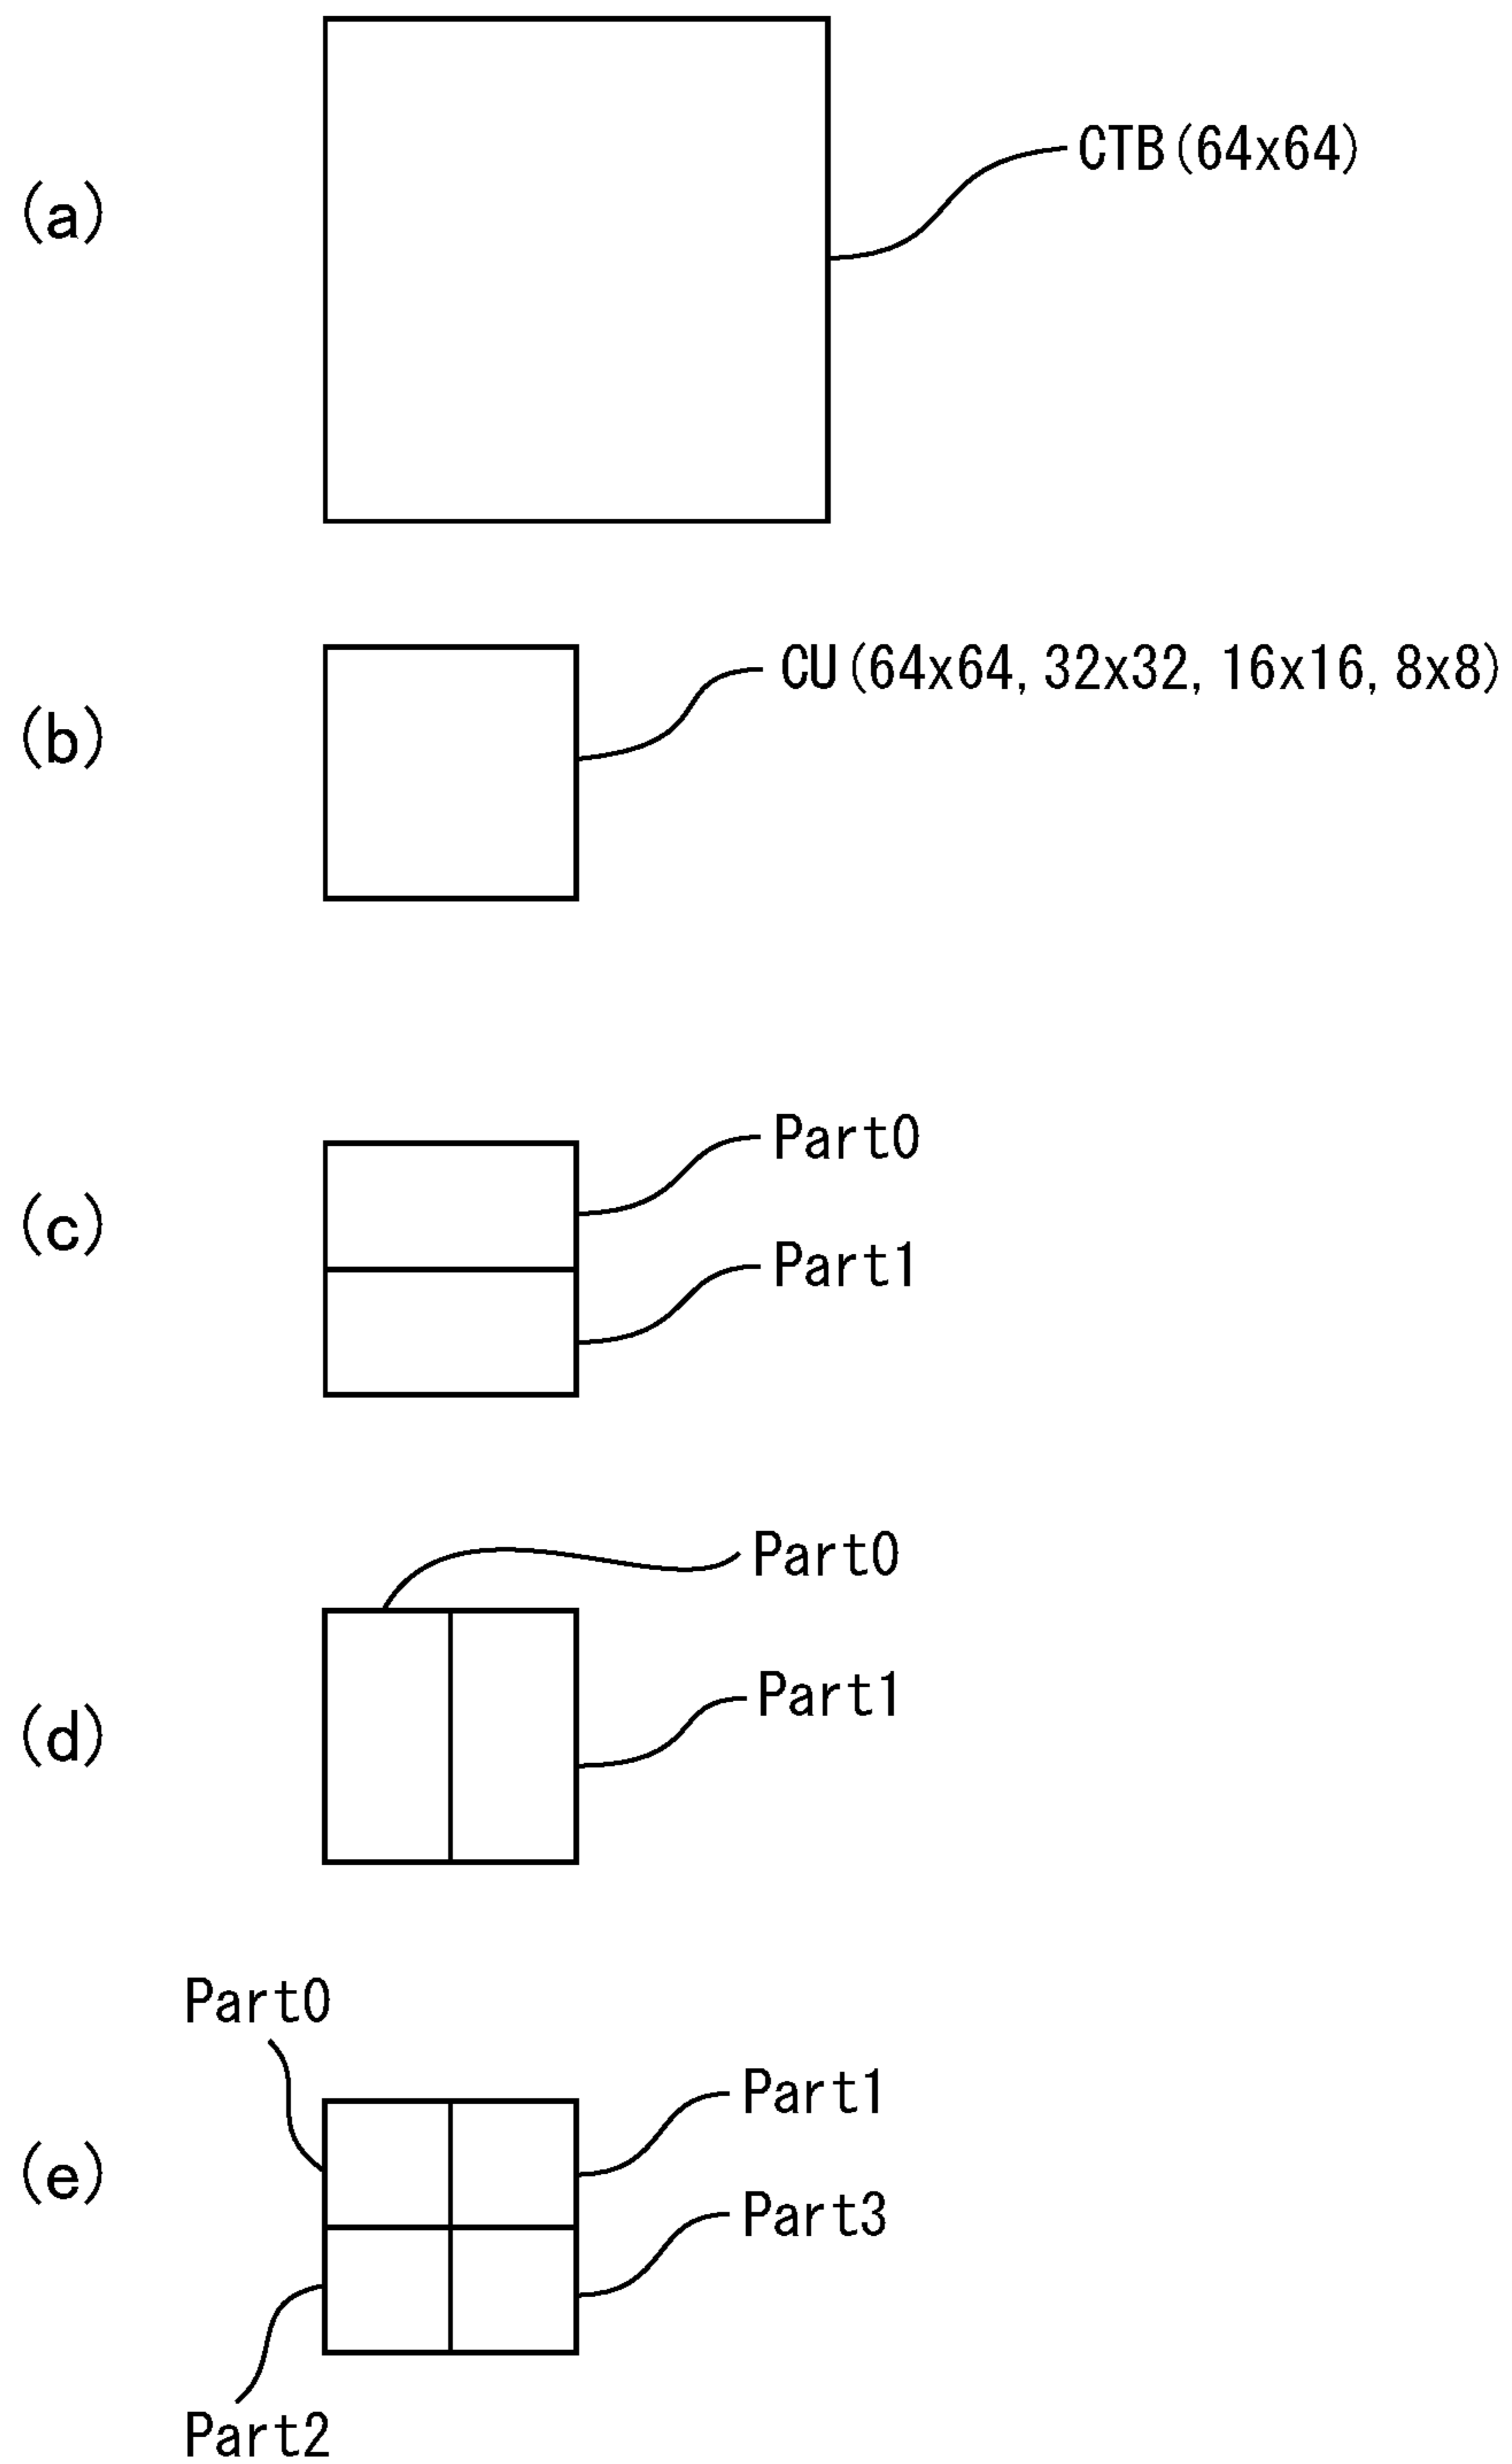 (a)
CTB(64x64)
(b)
CU(64x64, 32x32, 16x16, 8x8)
(c)
Part0
Part1
(d)
Part0
Part1
(e)
Part0
Part1
Part3
Part2